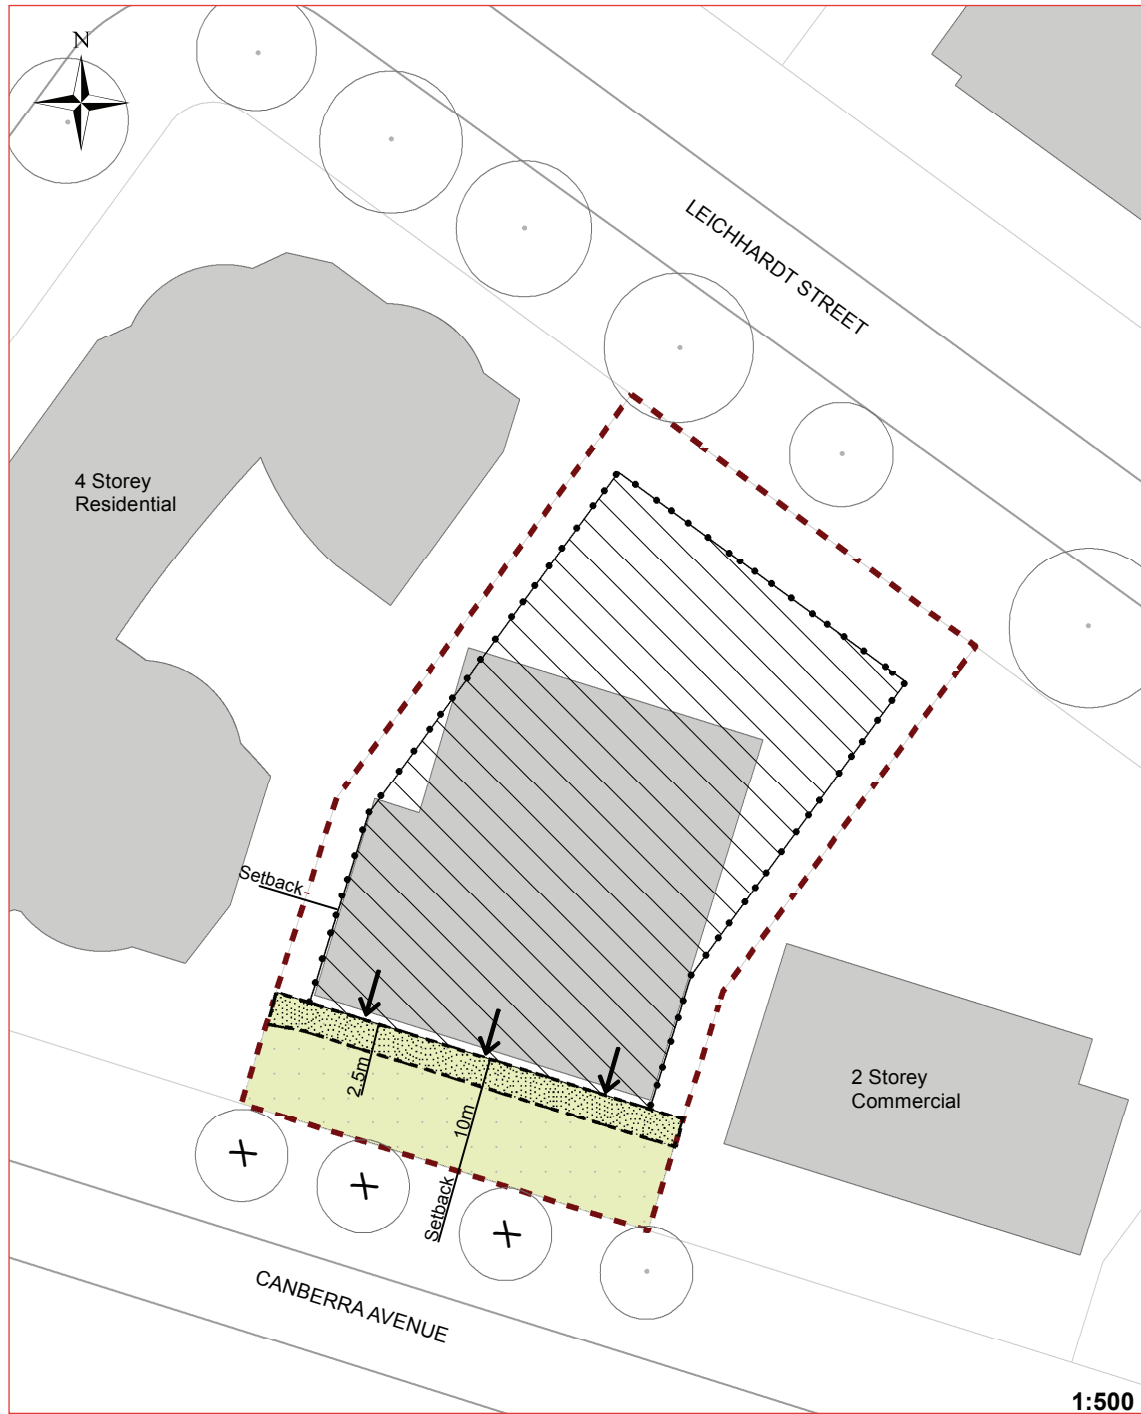 N
LEICHHARDT STREET
4 Storey
Residential
Setback
2.5m
10m
Setback
2 Storey
Commercial
CANBERRA AVENUE
1:500